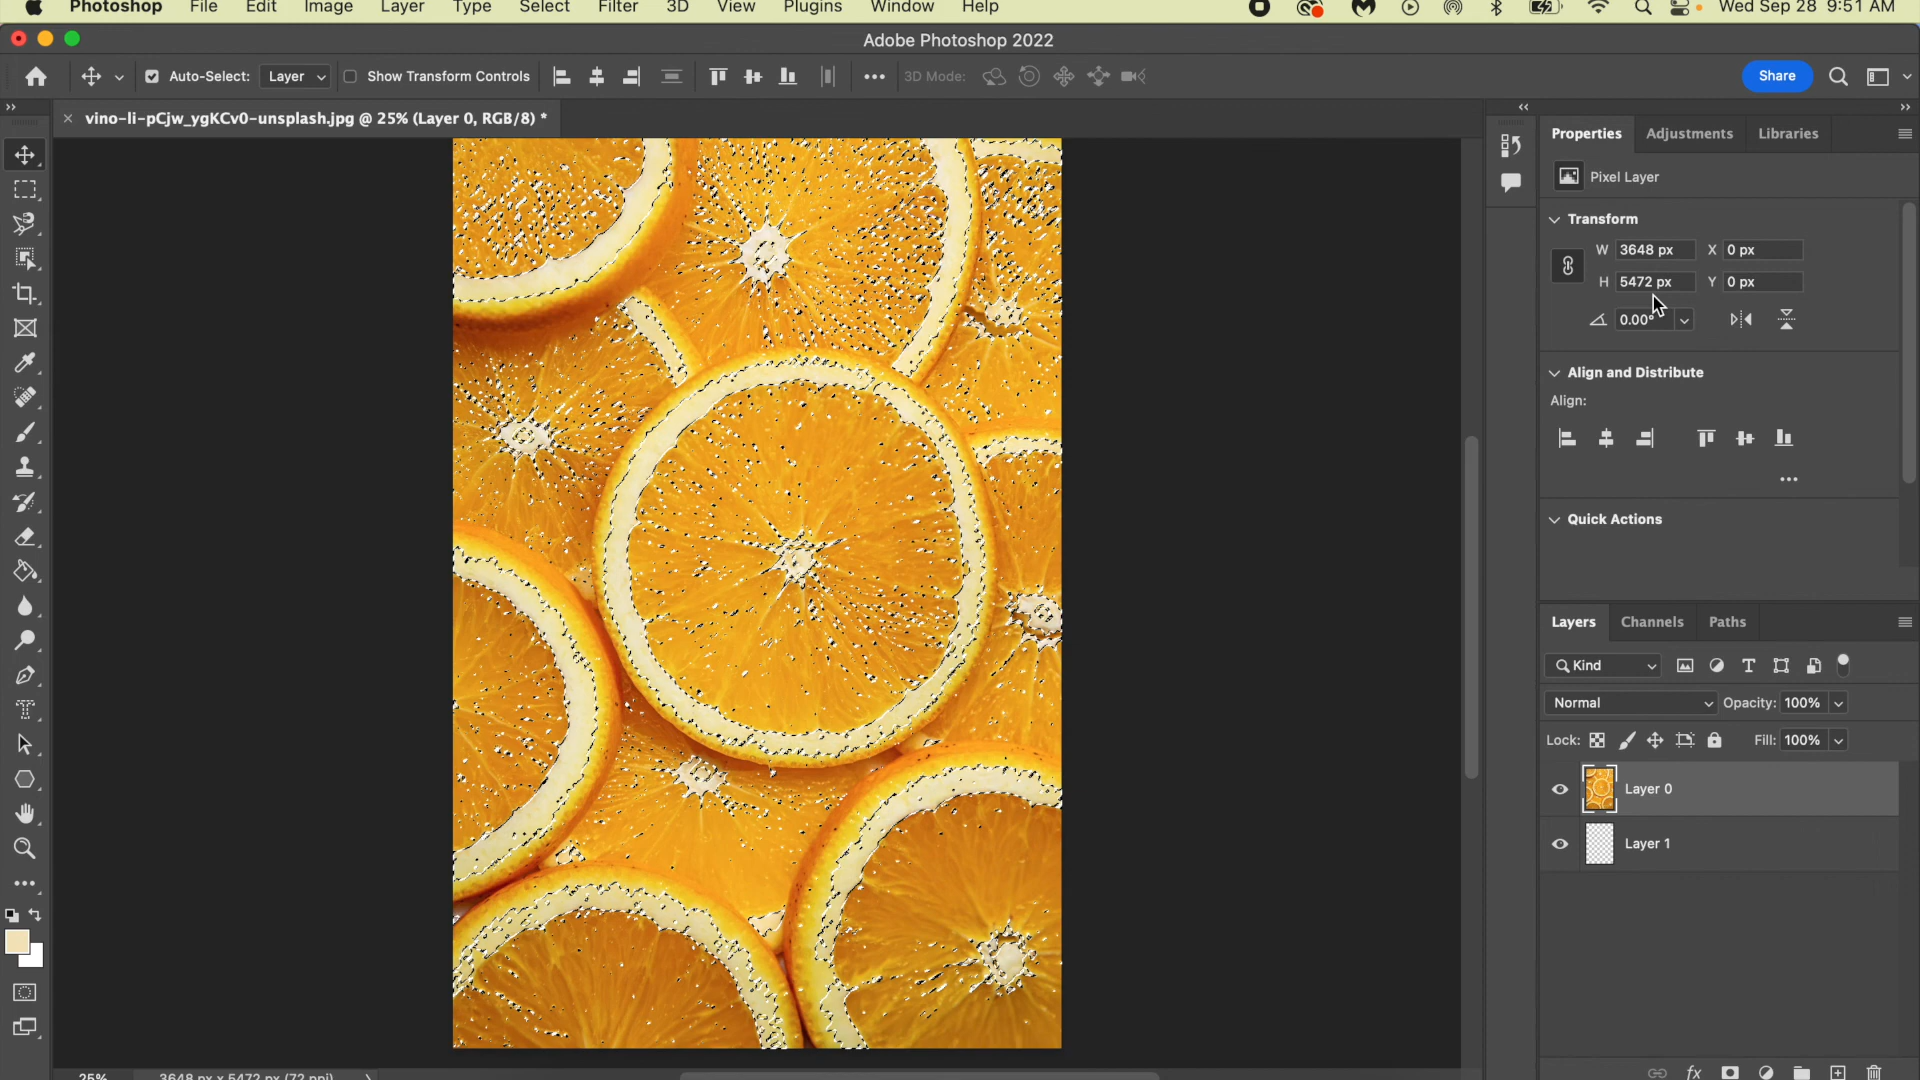 Photoshop File Edit Image Layer Type Select Filter 3D View Plugins Window Help Wed Sep 28 9:51 AM
Adobe Photoshop 2022
Auto-Select: Layer Show Transform Controls 3D Mode: Share
vino-li-pCjw_ygKCv0-unsplash.jpg @ 25% (Layer 0, RGB/8) *
Properties Adjustments Libraries
Pixel Layer
Transform
W 3648 px X 0 px
H 5472 px Y 0 px
0.00°
Align and Distribute
Align:
Quick Actions
Layers Channels Paths
Kind
Normal Opacity: 100%
Lock: Fill: 100%
Layer 0
Layer 1
25% 3648 px x 5472 px (72 ppi)
fx